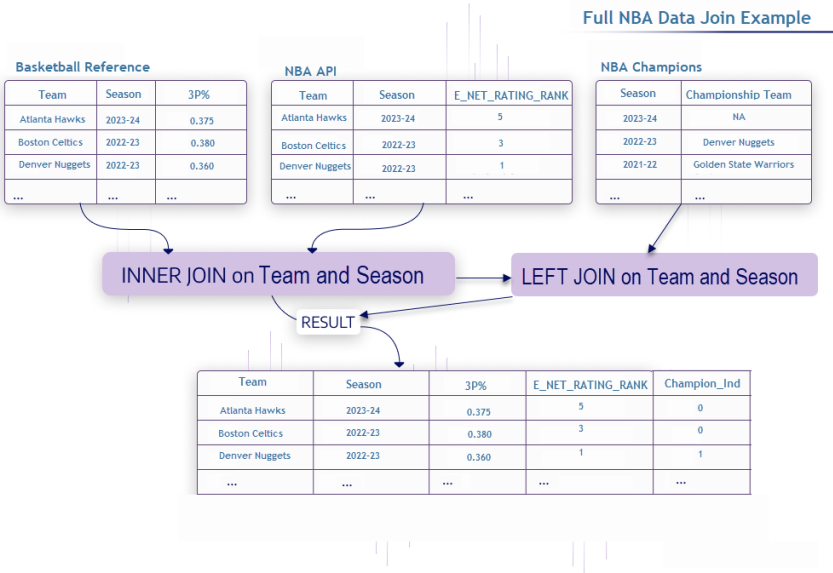 Full NBA Data Join Example
Basketball Reference
NBA API
NBA Champions
Team Season 3P%
Atlanta Hawks 2023-24 0.375
Boston Celtics 2022-23 0.380
Denver Nuggets 2022-23 0.360
... ... ...
Team Season E_NET_RATING_RANK
Atlanta Hawks 2023-24 5
Boston Celtics 2022-23 3
Denver Nuggets 2022-23 1
... ... ...
Season Championship Team
2023-24 NA
2022-23 Denver Nuggets
2021-22 Golden State Warriors
... ...
INNER JOIN on Team and Season
LEFT JOIN on Team and Season
RESULT
Team Season 3P% E_NET_RATING_RANK Champion_Ind
Atlanta Hawks 2023-24 0.375 5 0
Boston Celtics 2022-23 0.380 3 0
Denver Nuggets 2022-23 0.360 1 1
... ... ... ... ...